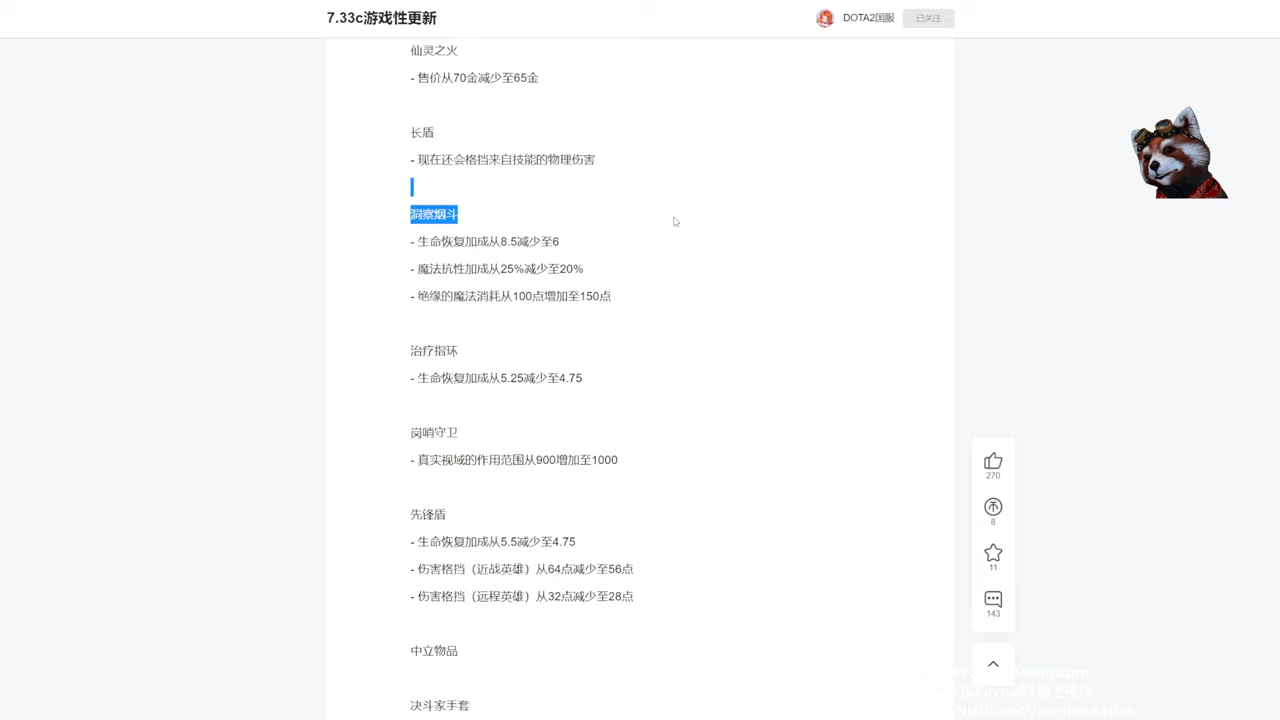 7.33c游戏性更新
DOTA2国服
已关注
仙灵之火
- 售价从70金减少至65金
长盾
- 现在还会格挡来自技能的物理伤害
洞察烟斗
- 生命恢复加成从8.5减少至6
- 魔法抗性加成从25%减少至20%
- 绝缘的魔法消耗从100点增加至150点
治疗指环
- 生命恢复加成从5.25减少至4.75
岗哨守卫
- 真实视域的作用范围从900增加至1000
先锋盾
- 生命恢复加成从5.5减少至4.75
- 伤害格挡（近战英雄）从64点减少至56点
- 伤害格挡（远程英雄）从32点减少至28点
中立物品
决斗家手套
270
8
11
143